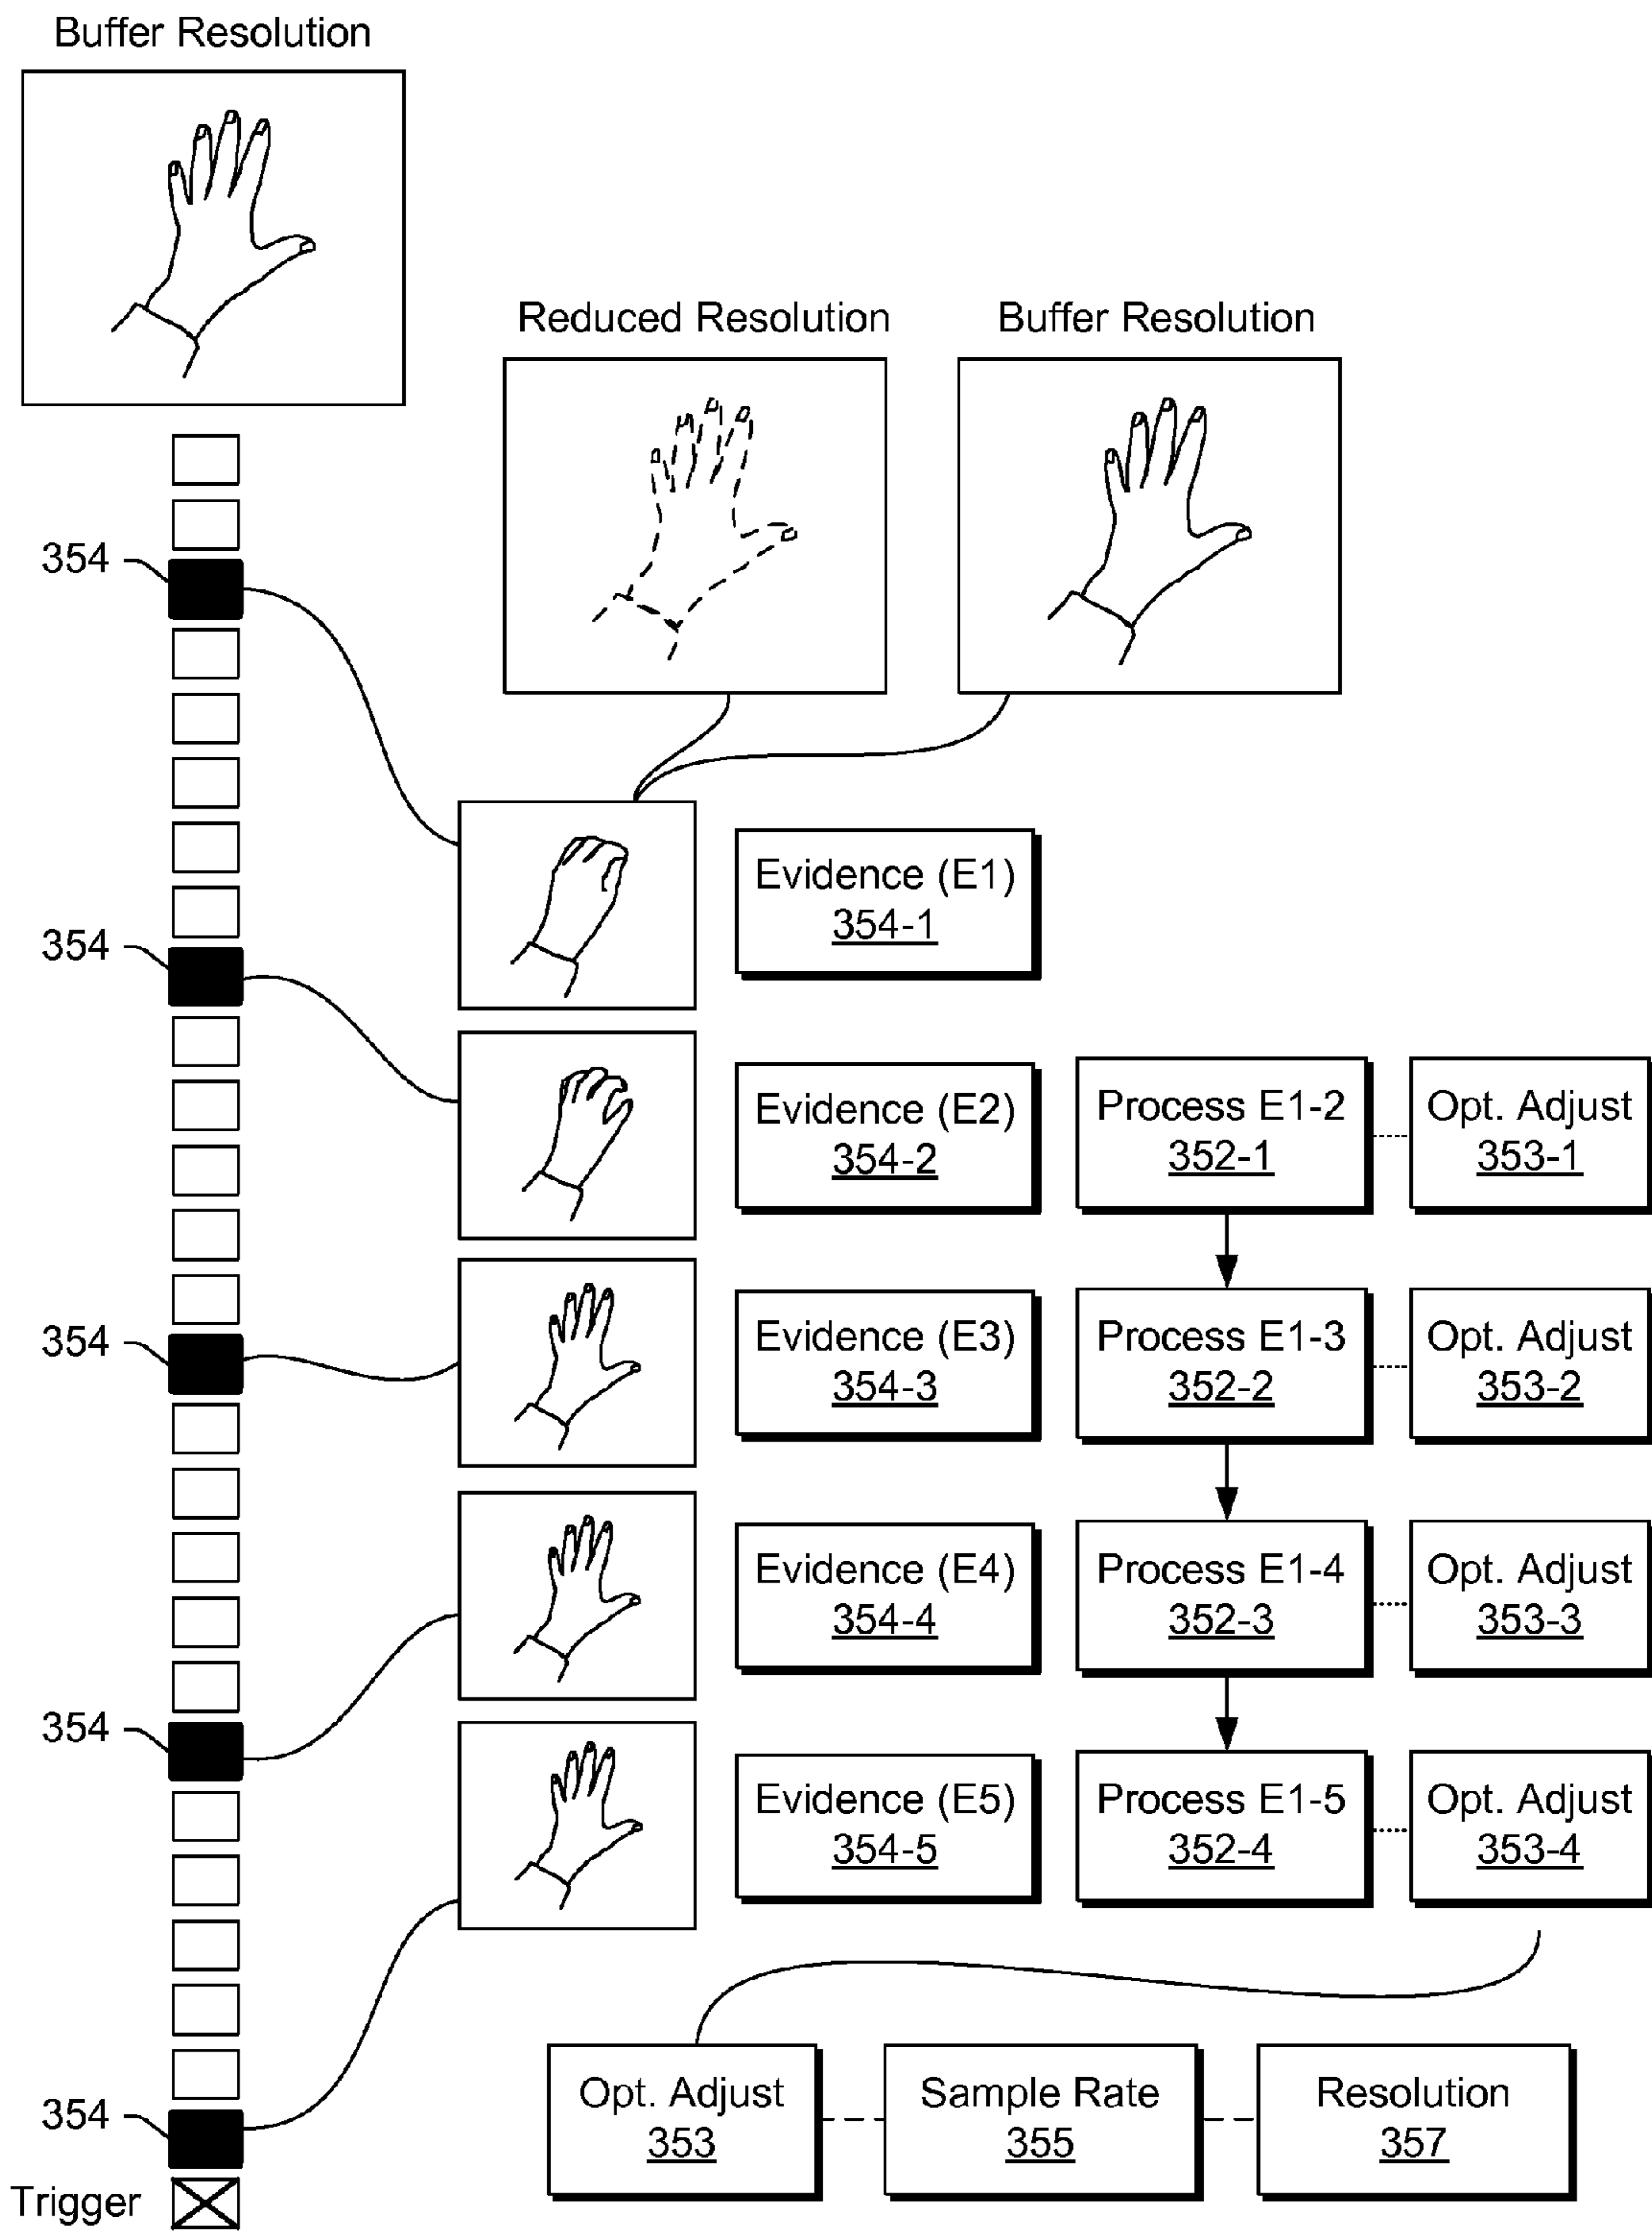 Buffer Resolution
Reduced Resolution
Buffer Resolution
354
Evidence (E1)
354-1
354
Evidence (E2)
354-2
Process E1-2
352-1
Opt. Adjust
353-1
354
Evidence (E3)
354-3
Process E1-3
352-2
Opt. Adjust
353-2
Evidence (E4)
354-4
Process E1-4
352-3
Opt. Adjust
353-3
354
Evidence (E5)
354-5
Process E1-5
352-4
Opt. Adjust
353-4
354
Opt. Adjust
353
Sample Rate
355
Resolution
357
Trigger